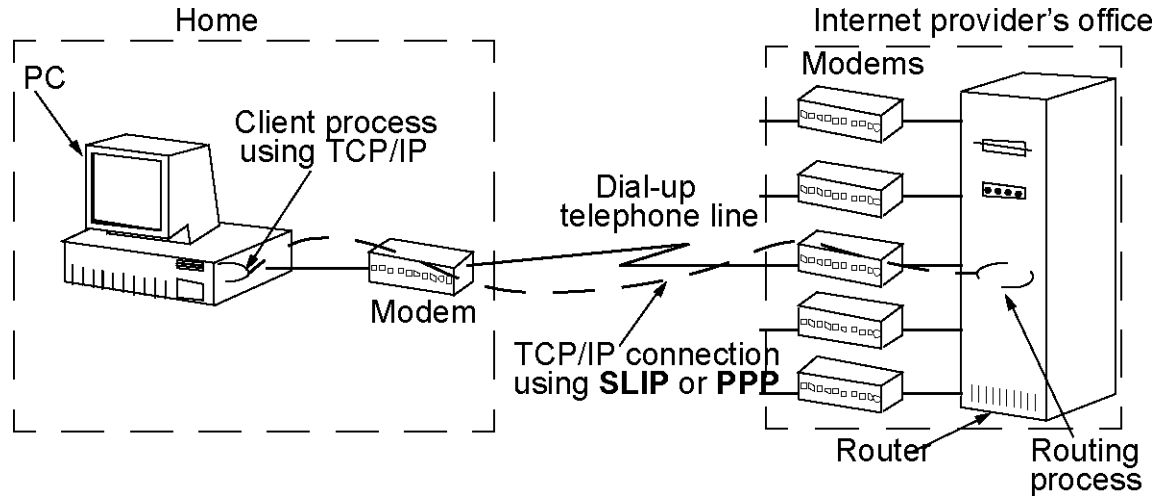 Home
Internet provider's office
PC
Modems
Client process
using TCP/IP
Dial-up
telephone line
Modem
TCP/IP connection
using SLIP or PPP
Router
Routing
process